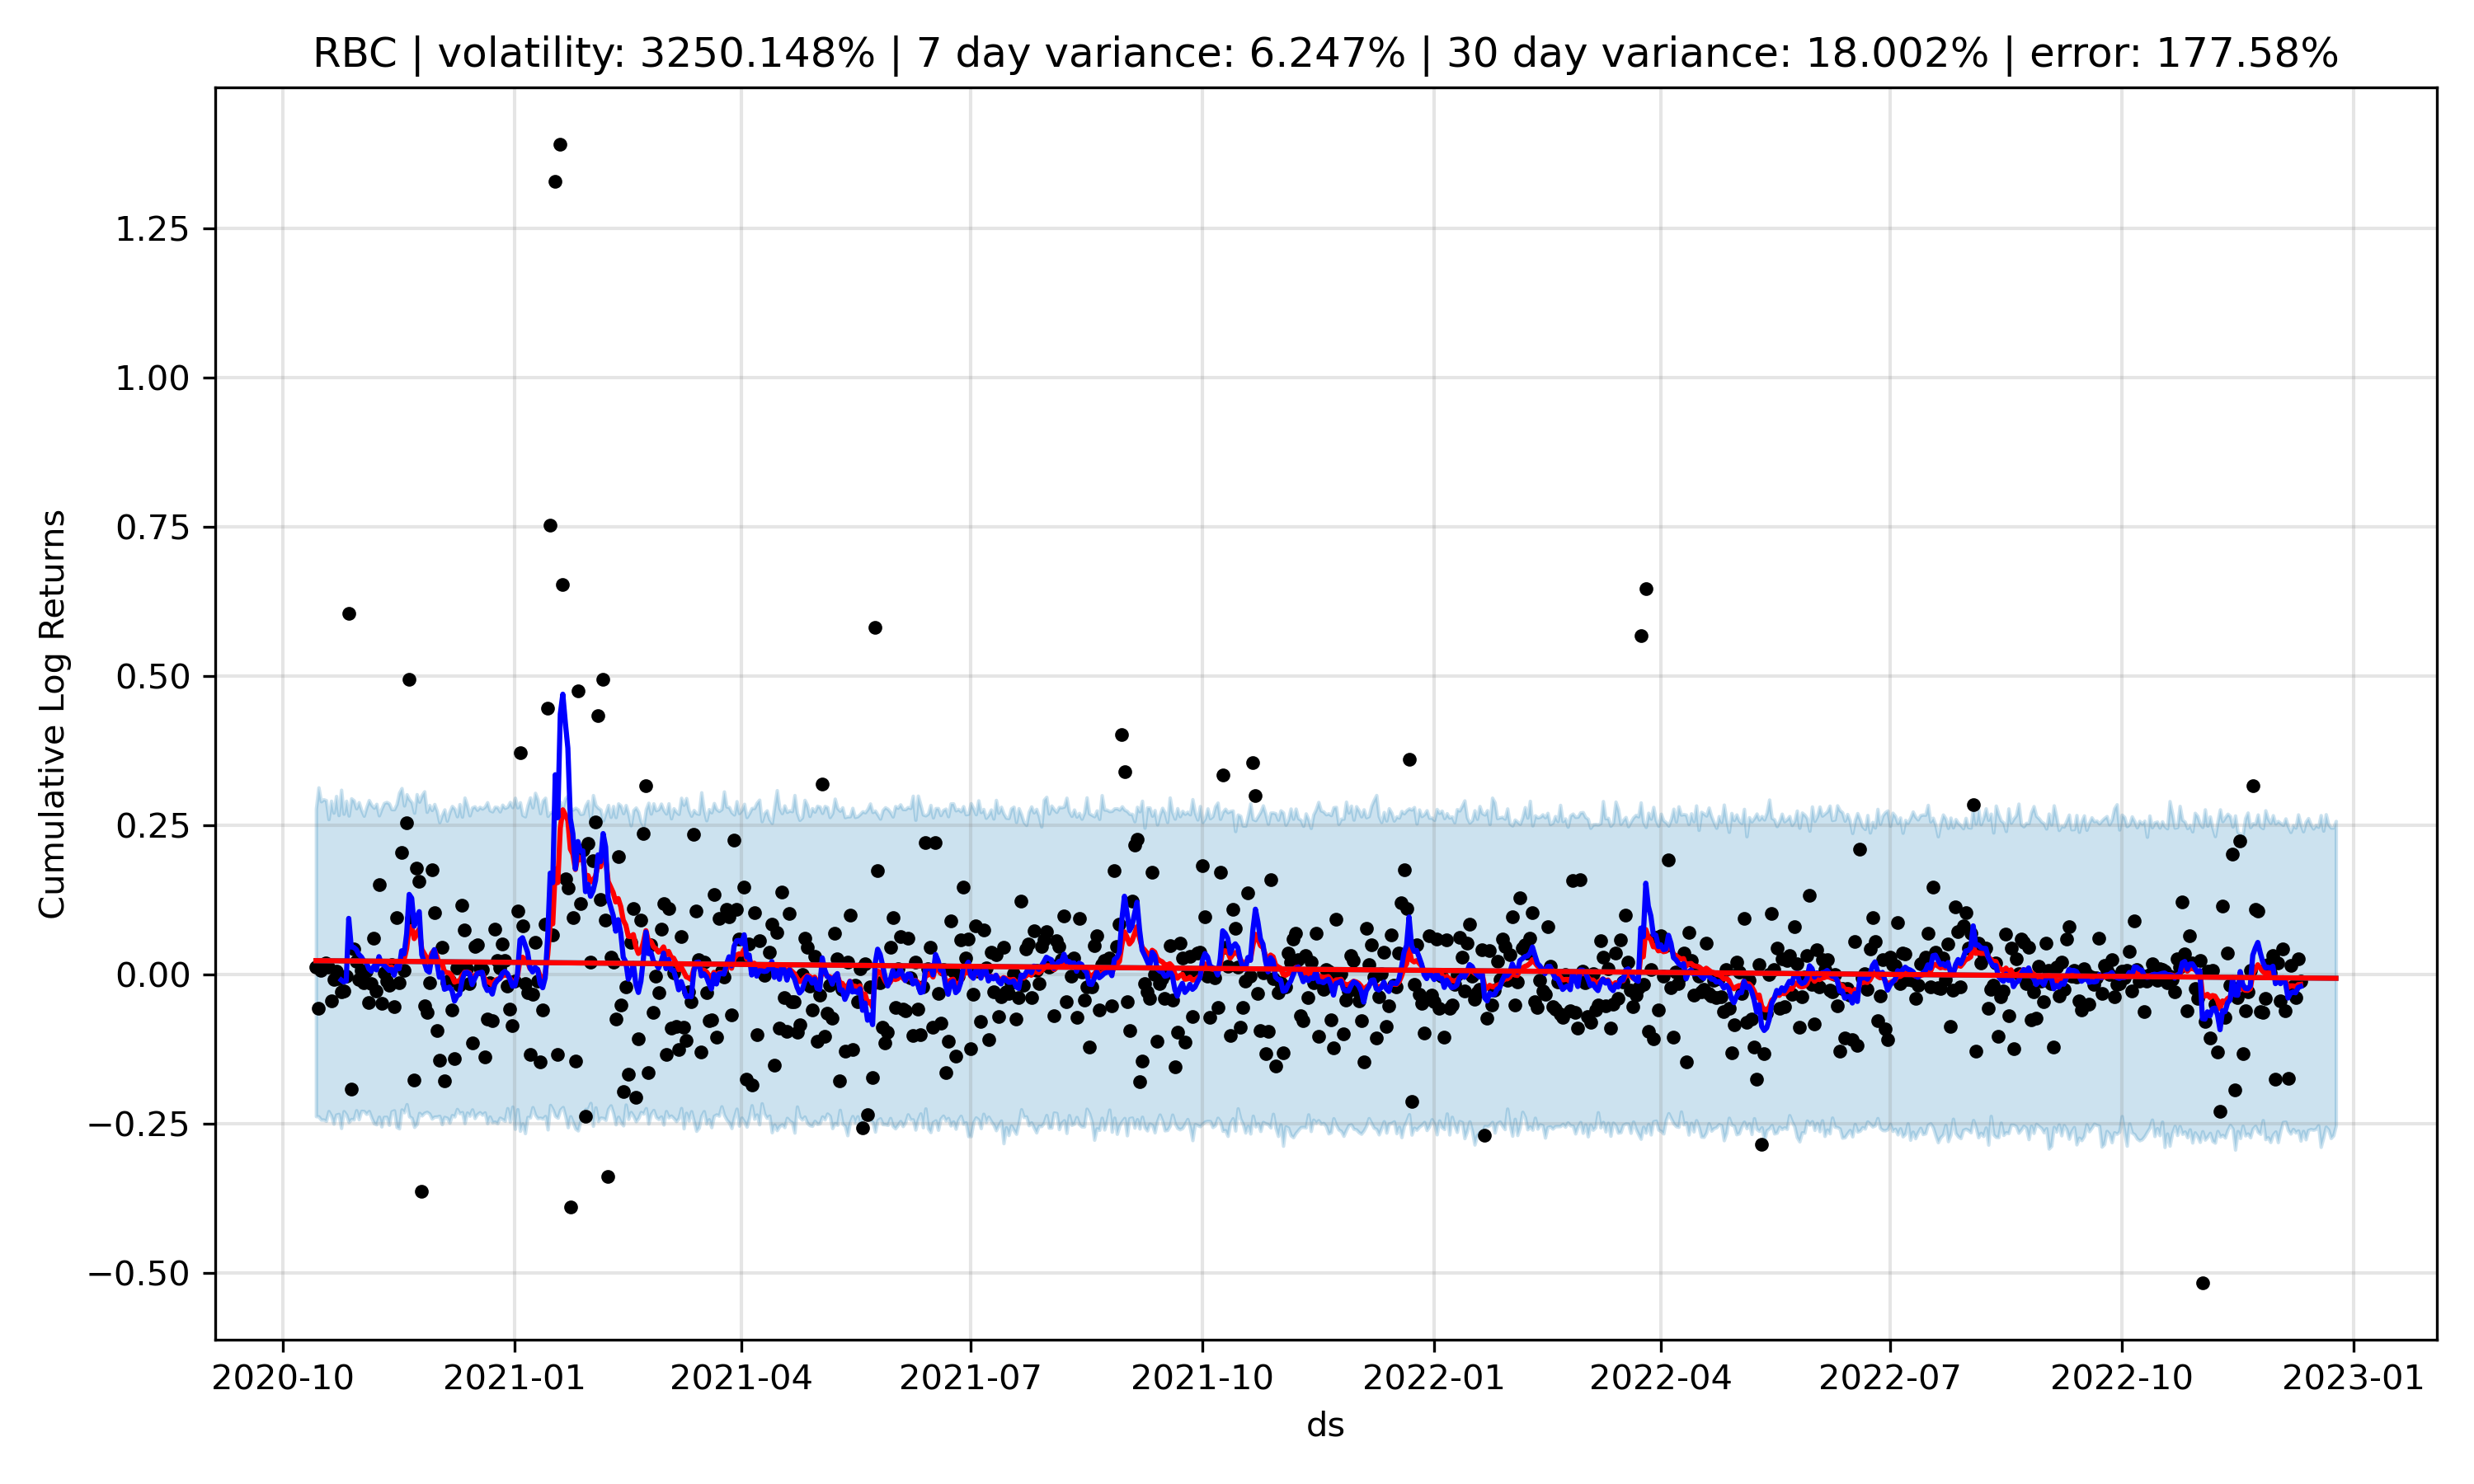 RBC | volatility: 3250.148% | 7 day variance: 6.247% | 30 day variance: 18.002% | error: 177.58%
Cumulative Log Returns
1.25
1.00
0.75
0.50
0.25
0.00
−0.25
−0.50
2020-10 2021-01 2021-04 2021-07 2021-10 2022-01 2022-04 2022-07 2022-10 2023-01
ds